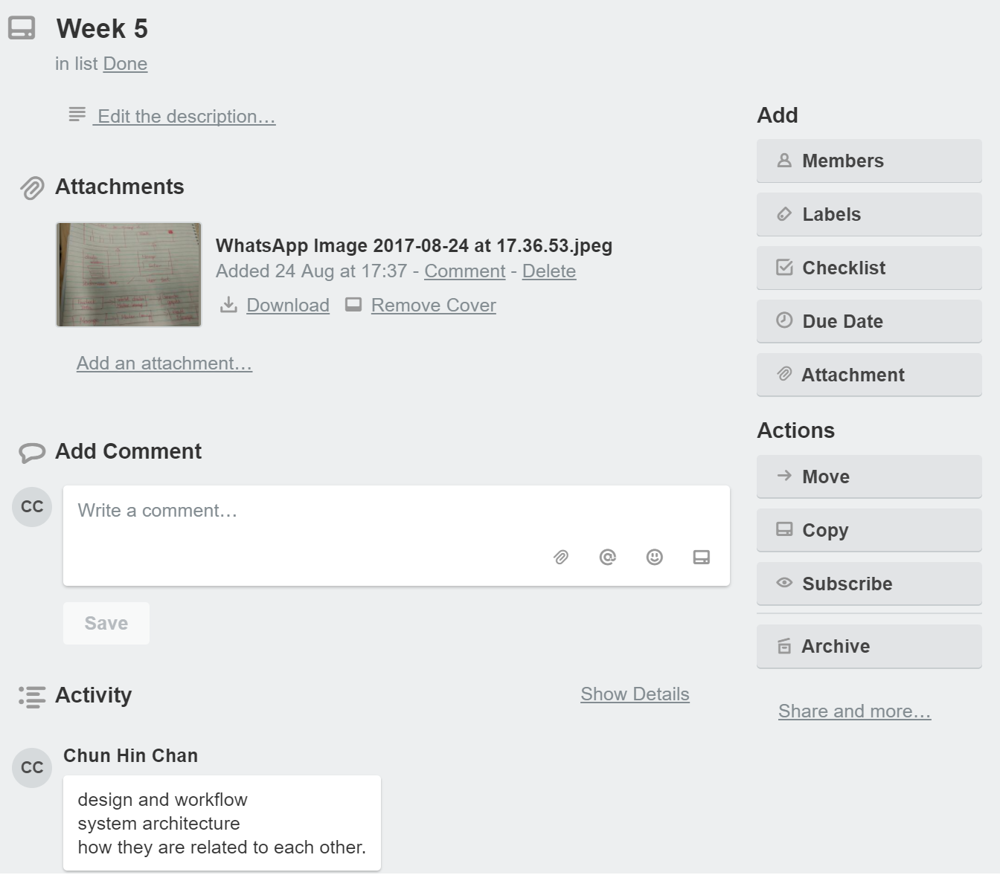 Week 5
in list Done
Edit the description…
Attachments
WhatsApp Image 2017-08-24 at 17.36.53.jpeg
Added 24 Aug at 17:37 - Comment - Delete
Download Remove Cover
Add an attachment…
Add Comment
CC
Write a comment…
Save
Activity
Show Details
CC
Chun Hin Chan
design and workflow
system architecture
how they are related to each other.
Add
Members
Labels
Checklist
Due Date
Attachment
Actions
Move
Copy
Subscribe
Archive
Share and more…